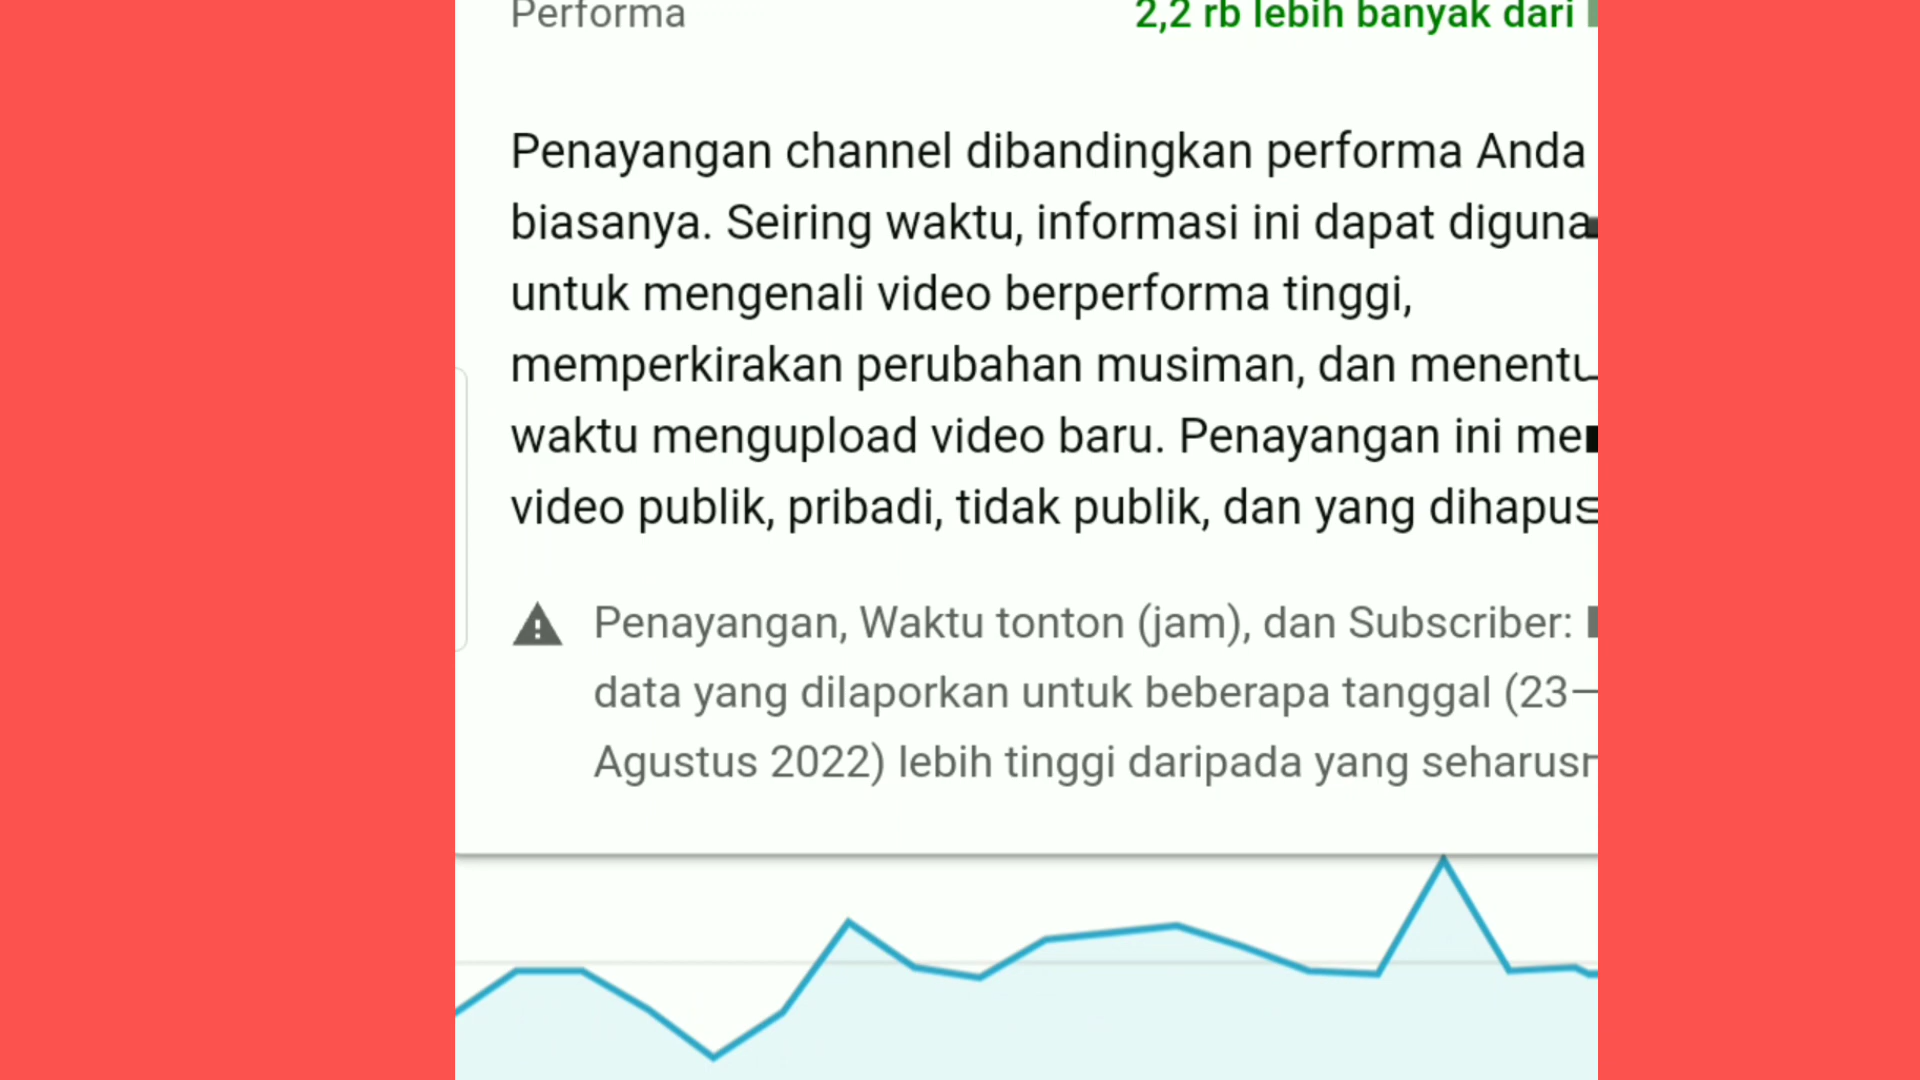 Performa 2,2 rb lebih banyak dari
Penayangan channel dibandingkan performa Anda
biasanya. Seiring waktu, informasi ini dapat diguna
untuk mengenali video berperforma tinggi,
memperkirakan perubahan musiman, dan menentu
waktu mengupload video baru. Penayangan ini me
video publik, pribadi, tidak publik, dan yang dihapus
Penayangan, Waktu tonton (jam), dan Subscriber:
data yang dilaporkan untuk beberapa tanggal (23–
Agustus 2022) lebih tinggi daripada yang seharus